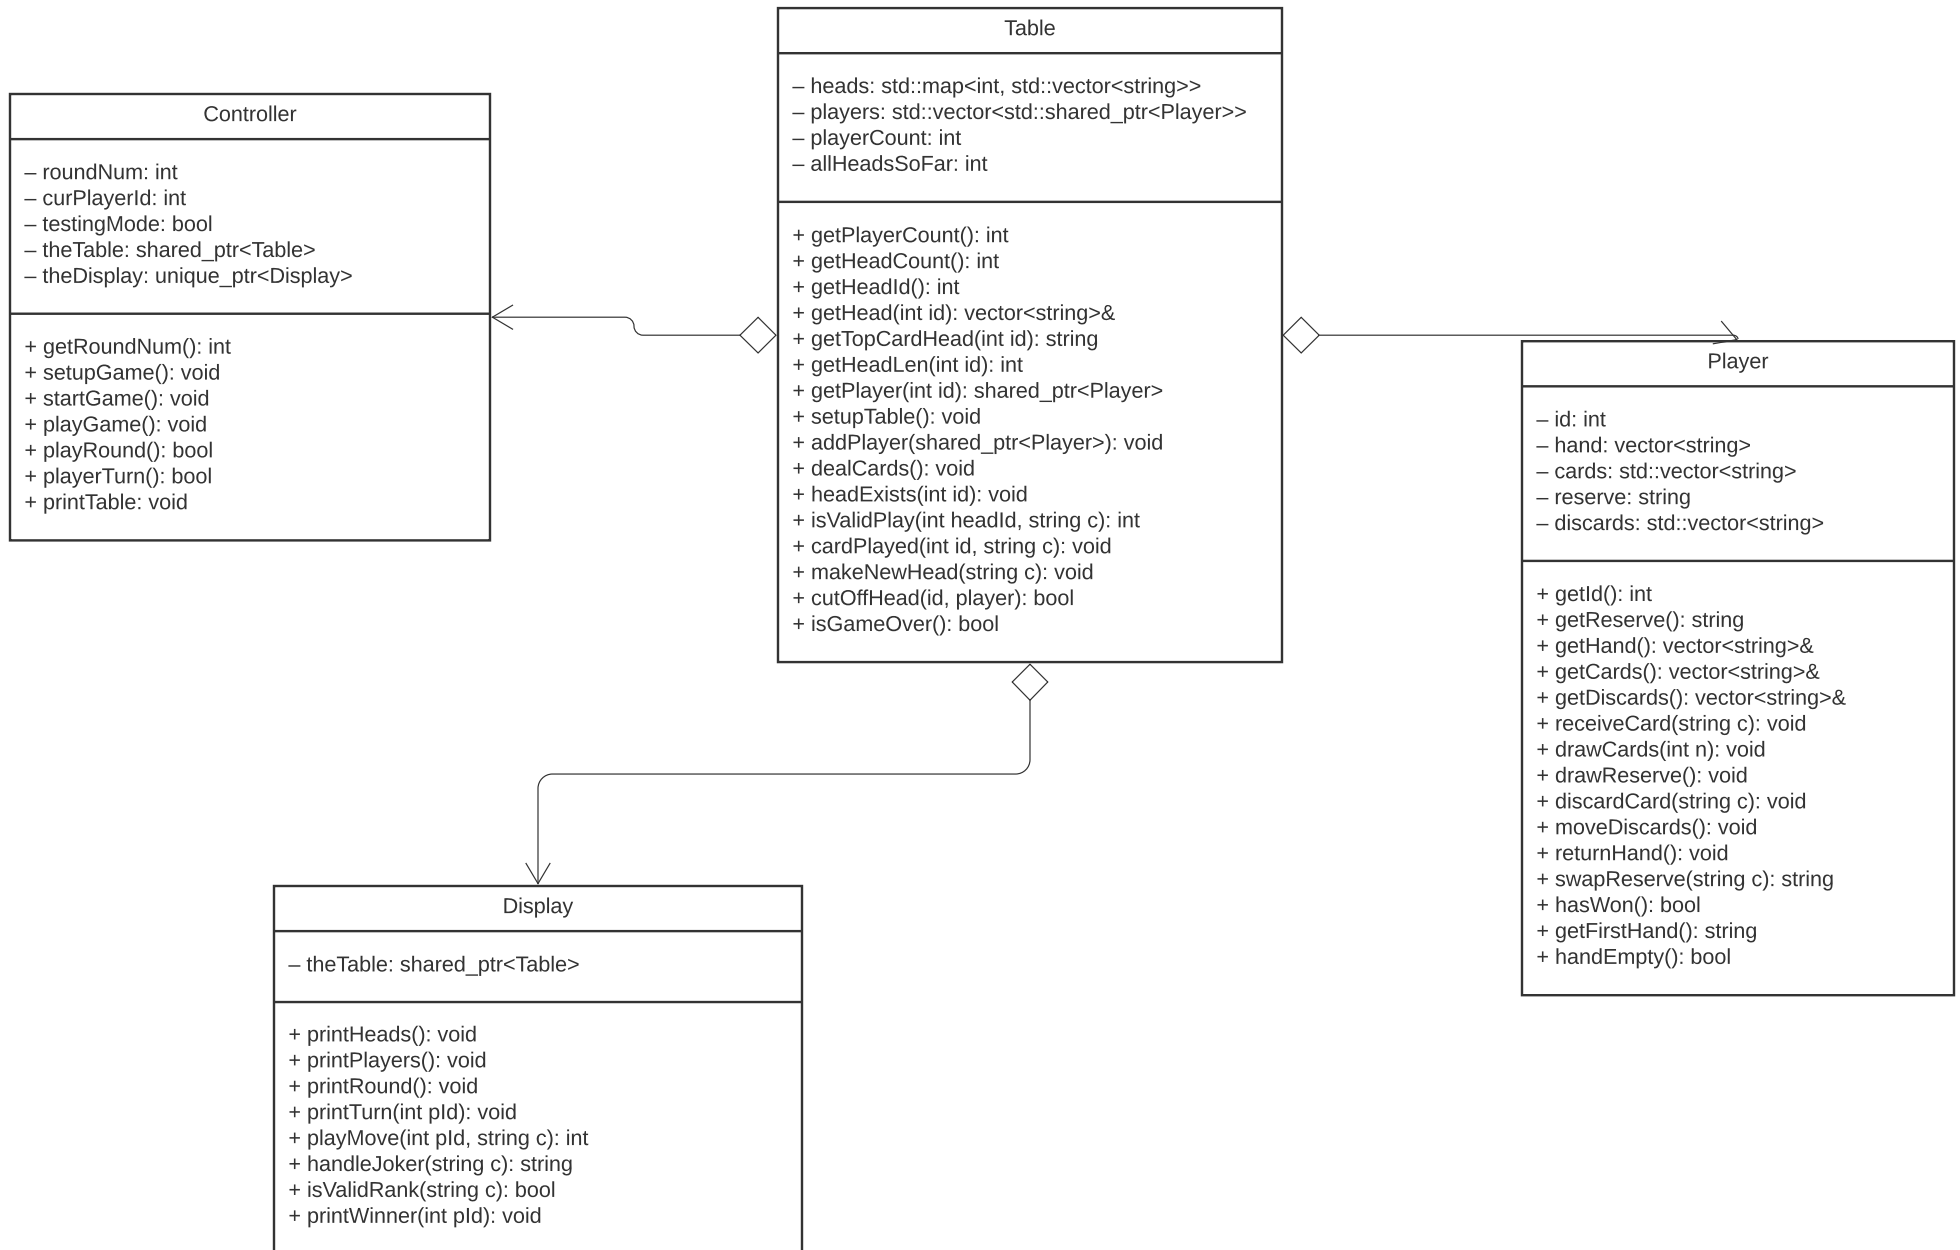 Table
– heads: std::map<int, std::vector<string>>
– players: std::vector<std::shared_ptr<Player>>
– playerCount: int
– allHeadsSoFar: int
+ getPlayerCount(): int
+ getHeadCount(): int
+ getHeadId(): int
+ getHead(int id): vector<string>&
+ getTopCardHead(int id): string
+ getHeadLen(int id): int
+ getPlayer(int id): shared_ptr<Player>
+ setupTable(): void
+ addPlayer(shared_ptr<Player>): void
+ dealCards(): void
+ headExists(int id): void
+ isValidPlay(int headId, string c): int
+ cardPlayed(int id, string c): void
+ makeNewHead(string c): void
+ cutOffHead(id, player): bool
+ isGameOver(): bool
Controller
– roundNum: int
– curPlayerId: int
– testingMode: bool
– theTable: shared_ptr<Table>
– theDisplay: unique_ptr<Display>
+ getRoundNum(): int
+ setupGame(): void
+ startGame(): void
+ playGame(): void
+ playRound(): bool
+ playerTurn(): bool
+ printTable: void
Player
– id: int
– hand: vector<string>
– cards: std::vector<string>
– reserve: string
– discards: std::vector<string>
+ getId(): int
+ getReserve(): string
+ getHand(): vector<string>&
+ getCards(): vector<string>&
+ getDiscards(): vector<string>&
+ receiveCard(string c): void
+ drawCards(int n): void
+ drawReserve(): void
+ discardCard(string c): void
+ moveDiscards(): void
+ returnHand(): void
+ swapReserve(string c): string
+ hasWon(): bool
+ getFirstHand(): string
+ handEmpty(): bool
Display
– theTable: shared_ptr<Table>
+ printHeads(): void
+ printPlayers(): void
+ printRound(): void
+ printTurn(int pId): void
+ playMove(int pId, string c): int
+ handleJoker(string c): string
+ isValidRank(string c): bool
+ printWinner(int pId): void